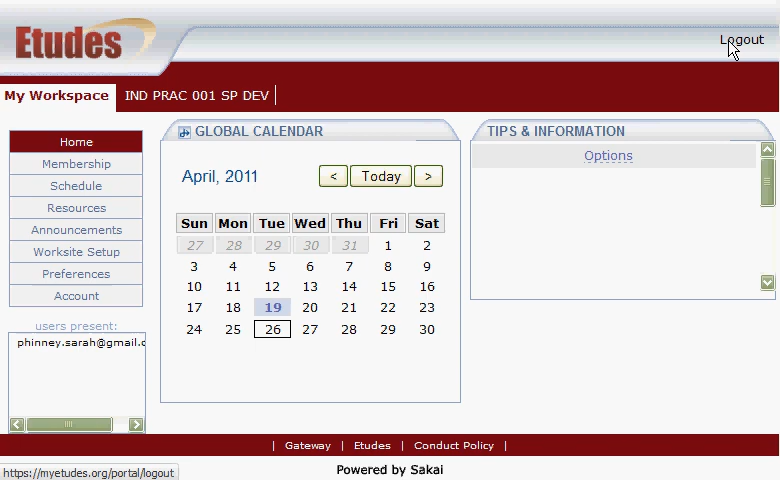 Etudes
Logout
My Workspace
IND PRAC 001 SP DEV
Home
Membership
Schedule
Resources
Announcements
Worksite Setup
Preferences
Account
users present:
phinney.sarah@gmail.c
GLOBAL CALENDAR
April, 2011
< Today >
Sun Mon Tue Wed Thu Fri Sat
27 28 29 30 31 1 2
3 4 5 6 7 8 9
10 11 12 13 14 15 16
17 18 19 20 21 22 23
24 25 26 27 28 29 30
TIPS & INFORMATION
Options
| Gateway | Etudes | Conduct Policy |
https://myetudes.org/portal/logout
Powered by Sakai